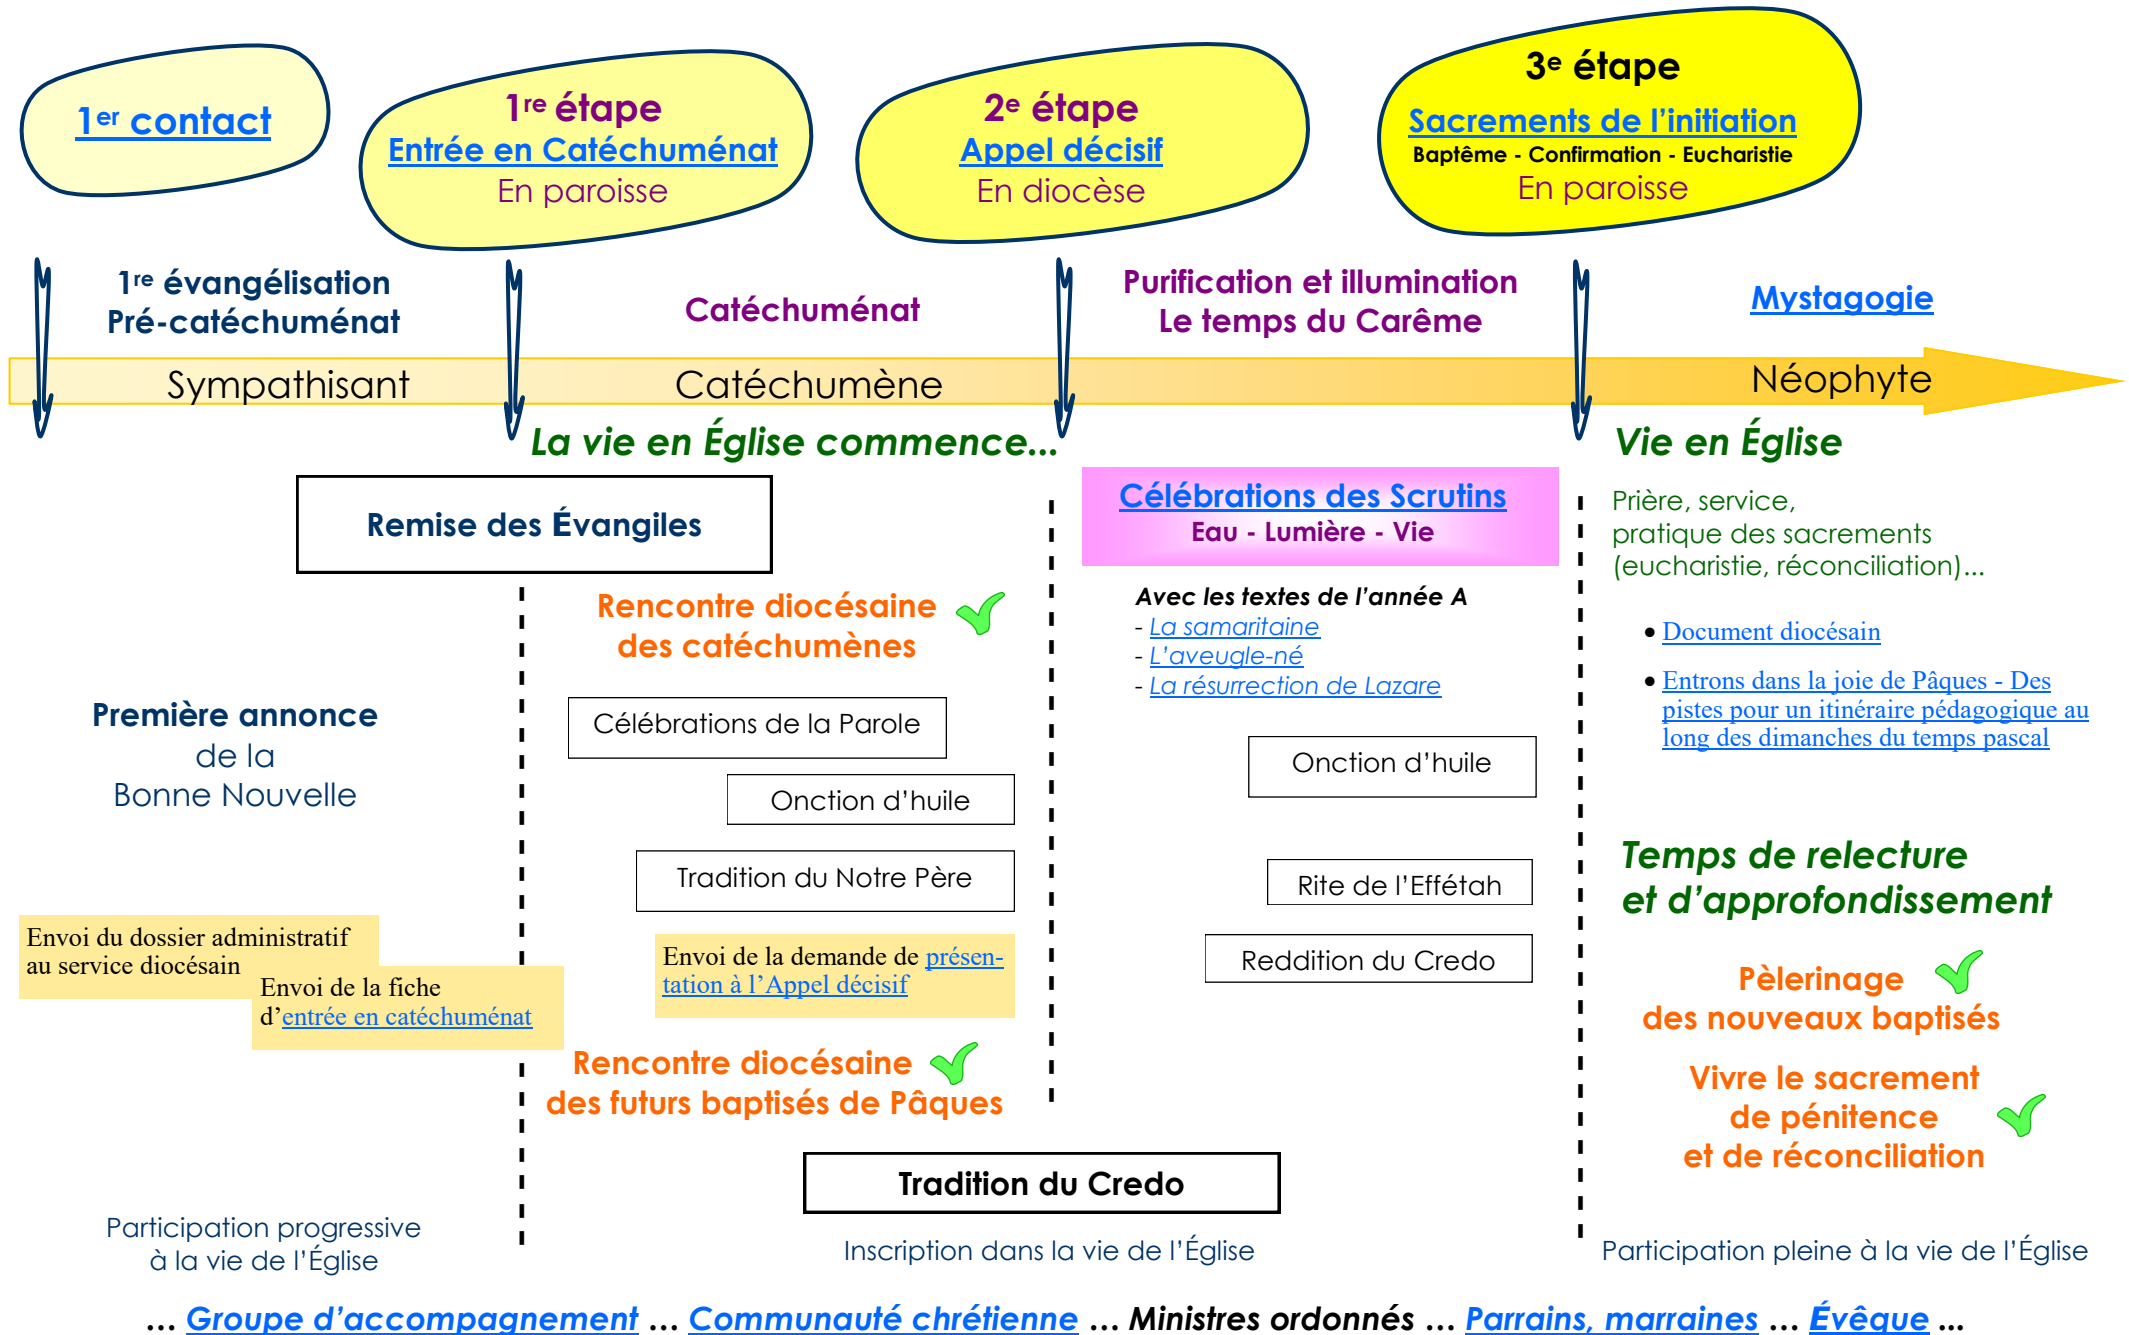 1er contact
1re étape
Entrée en Catéchuménat
En paroisse
2e étape
Appel décisif
En diocèse
3e étape
Sacrements de l'initiation
Baptême - Confirmation - Eucharistie
En paroisse
1re évangélisation
Pré-catéchuménat
Catéchuménat
Purification et illumination
Le temps du Carême
Mystagogie
Sympathisant
Catéchumène
Néophyte
La vie en Église commence...
Vie en Église
Remise des Évangiles
Célébrations des Scrutins
Eau - Lumière - Vie
Prière, service,
pratique des sacrements
(eucharistie, réconciliation)...
Rencontre diocésaine
des catéchumènes
Avec les textes de l'année A
- La samaritaine
- L'aveugle-né
- La résurrection de Lazare
• Document diocésain
• Entrons dans la joie de Pâques - Des
pistes pour un itinéraire pédagogique au
long des dimanches du temps pascal
Première annonce
de la
Bonne Nouvelle
Célébrations de la Parole
Onction d'huile
Tradition du Notre Père
Onction d'huile
Rite de l'Effétah
Reddition du Credo
Temps de relecture
et d'approfondissement
Envoi du dossier administratif
au service diocésain
Envoi de la fiche
d'entrée en catéchuménat
Envoi de la demande de présen-
tation à l'Appel décisif
Rencontre diocésaine
des futurs baptisés de Pâques
Pèlerinage
des nouveaux baptisés
Vivre le sacrement
de pénitence
et de réconciliation
Tradition du Credo
Participation progressive
à la vie de l'Église
Inscription dans la vie de l'Église
Participation pleine à la vie de l'Église
... Groupe d'accompagnement ... Communauté chrétienne ... Ministres ordonnés ... Parrains, marraines ... Évêque ...